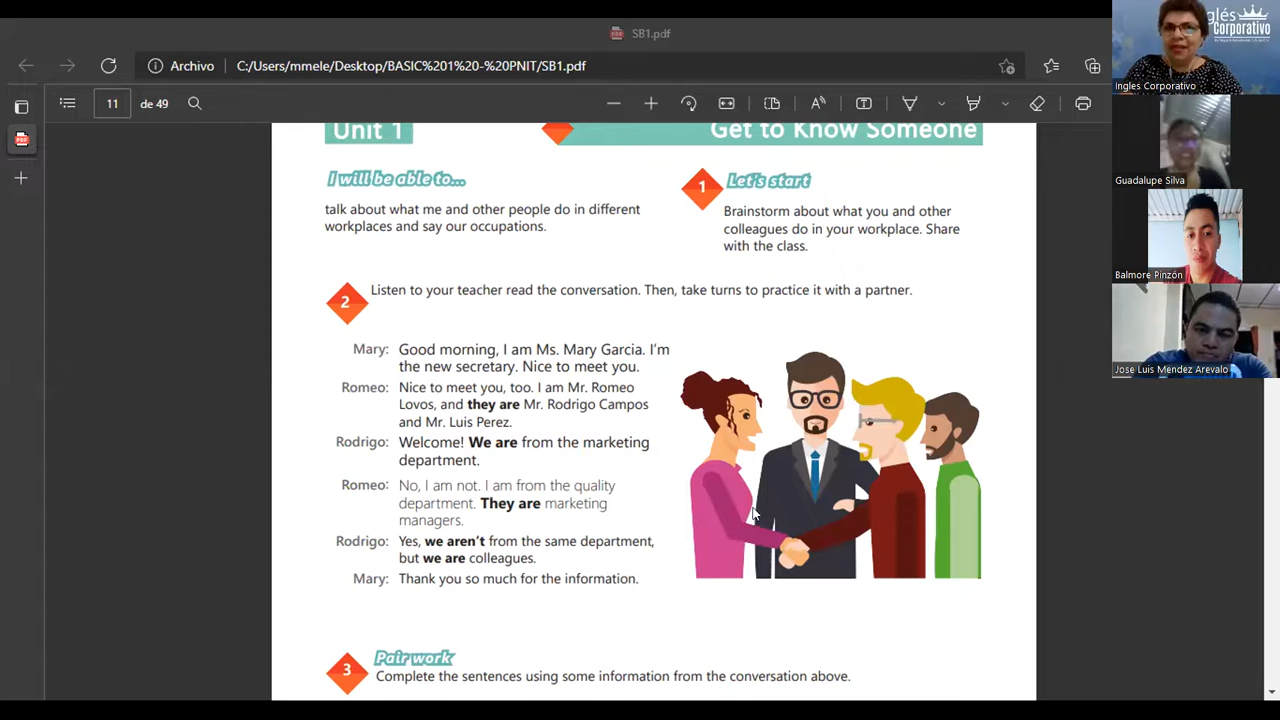 SB1.pdf
Archivo
C:/Users/mmele/Desktop/BASIC%201%20-%20PNIT/SB1.pdf
11
de 49
Unit 1
Get to Know Someone
I will be able to...
talk about what me and other people do in different
workplaces and say our occupations.
1
Let's start
Brainstorm about what you and other
colleagues do in your workplace. Share
with the class.
2
Listen to your teacher read the conversation. Then, take turns to practice it with a partner.
Mary: Good morning, I am Ms. Mary Garcia. I'm
the new secretary. Nice to meet you.
Romeo: Nice to meet you, too. I am Mr. Romeo
Lovos, and they are Mr. Rodrigo Campos
and Mr. Luis Perez.
Rodrigo: Welcome! We are from the marketing
department.
Romeo: No, I am not. I am from the quality
department. They are marketing
managers.
Rodrigo: Yes, we aren't from the same department,
but we are colleagues.
Mary: Thank you so much for the information.
3
Pair work
Complete the sentences using some information from the conversation above.
glés
Corporativo
Ingles Corporativo
Guadalupe Silva
Balmore Pinzón
Jose Luis Mendez Arevalo